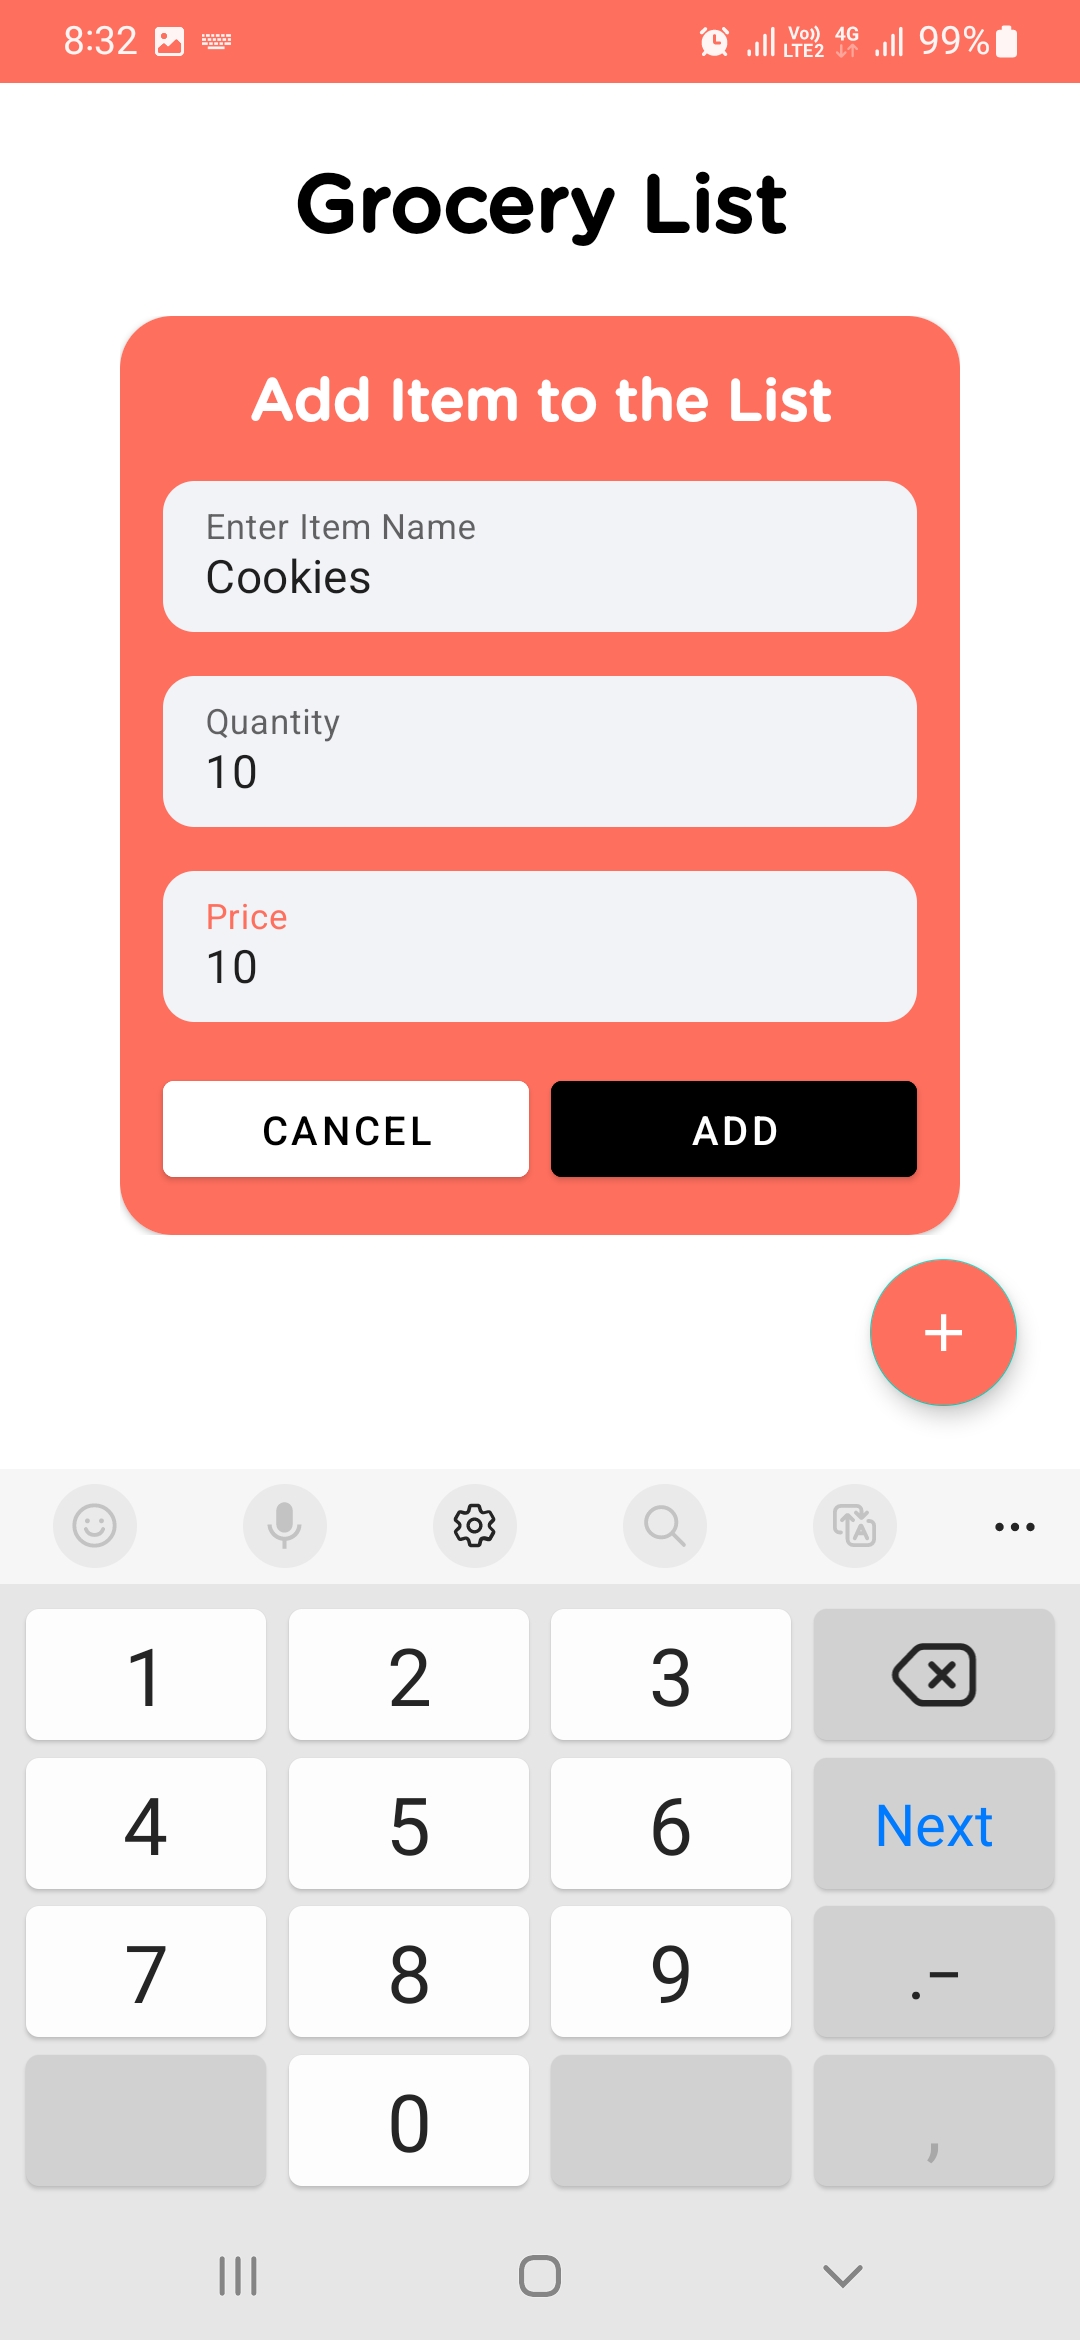 8:32 Vo)) LTE2 4G 99%
Grocery List
Add Item to the List
Enter Item Name
Cookies
Quantity
10
Price
10
CANCEL ADD
+
1 2 3
4 5 6 Next
7 8 9 .-
0 ,